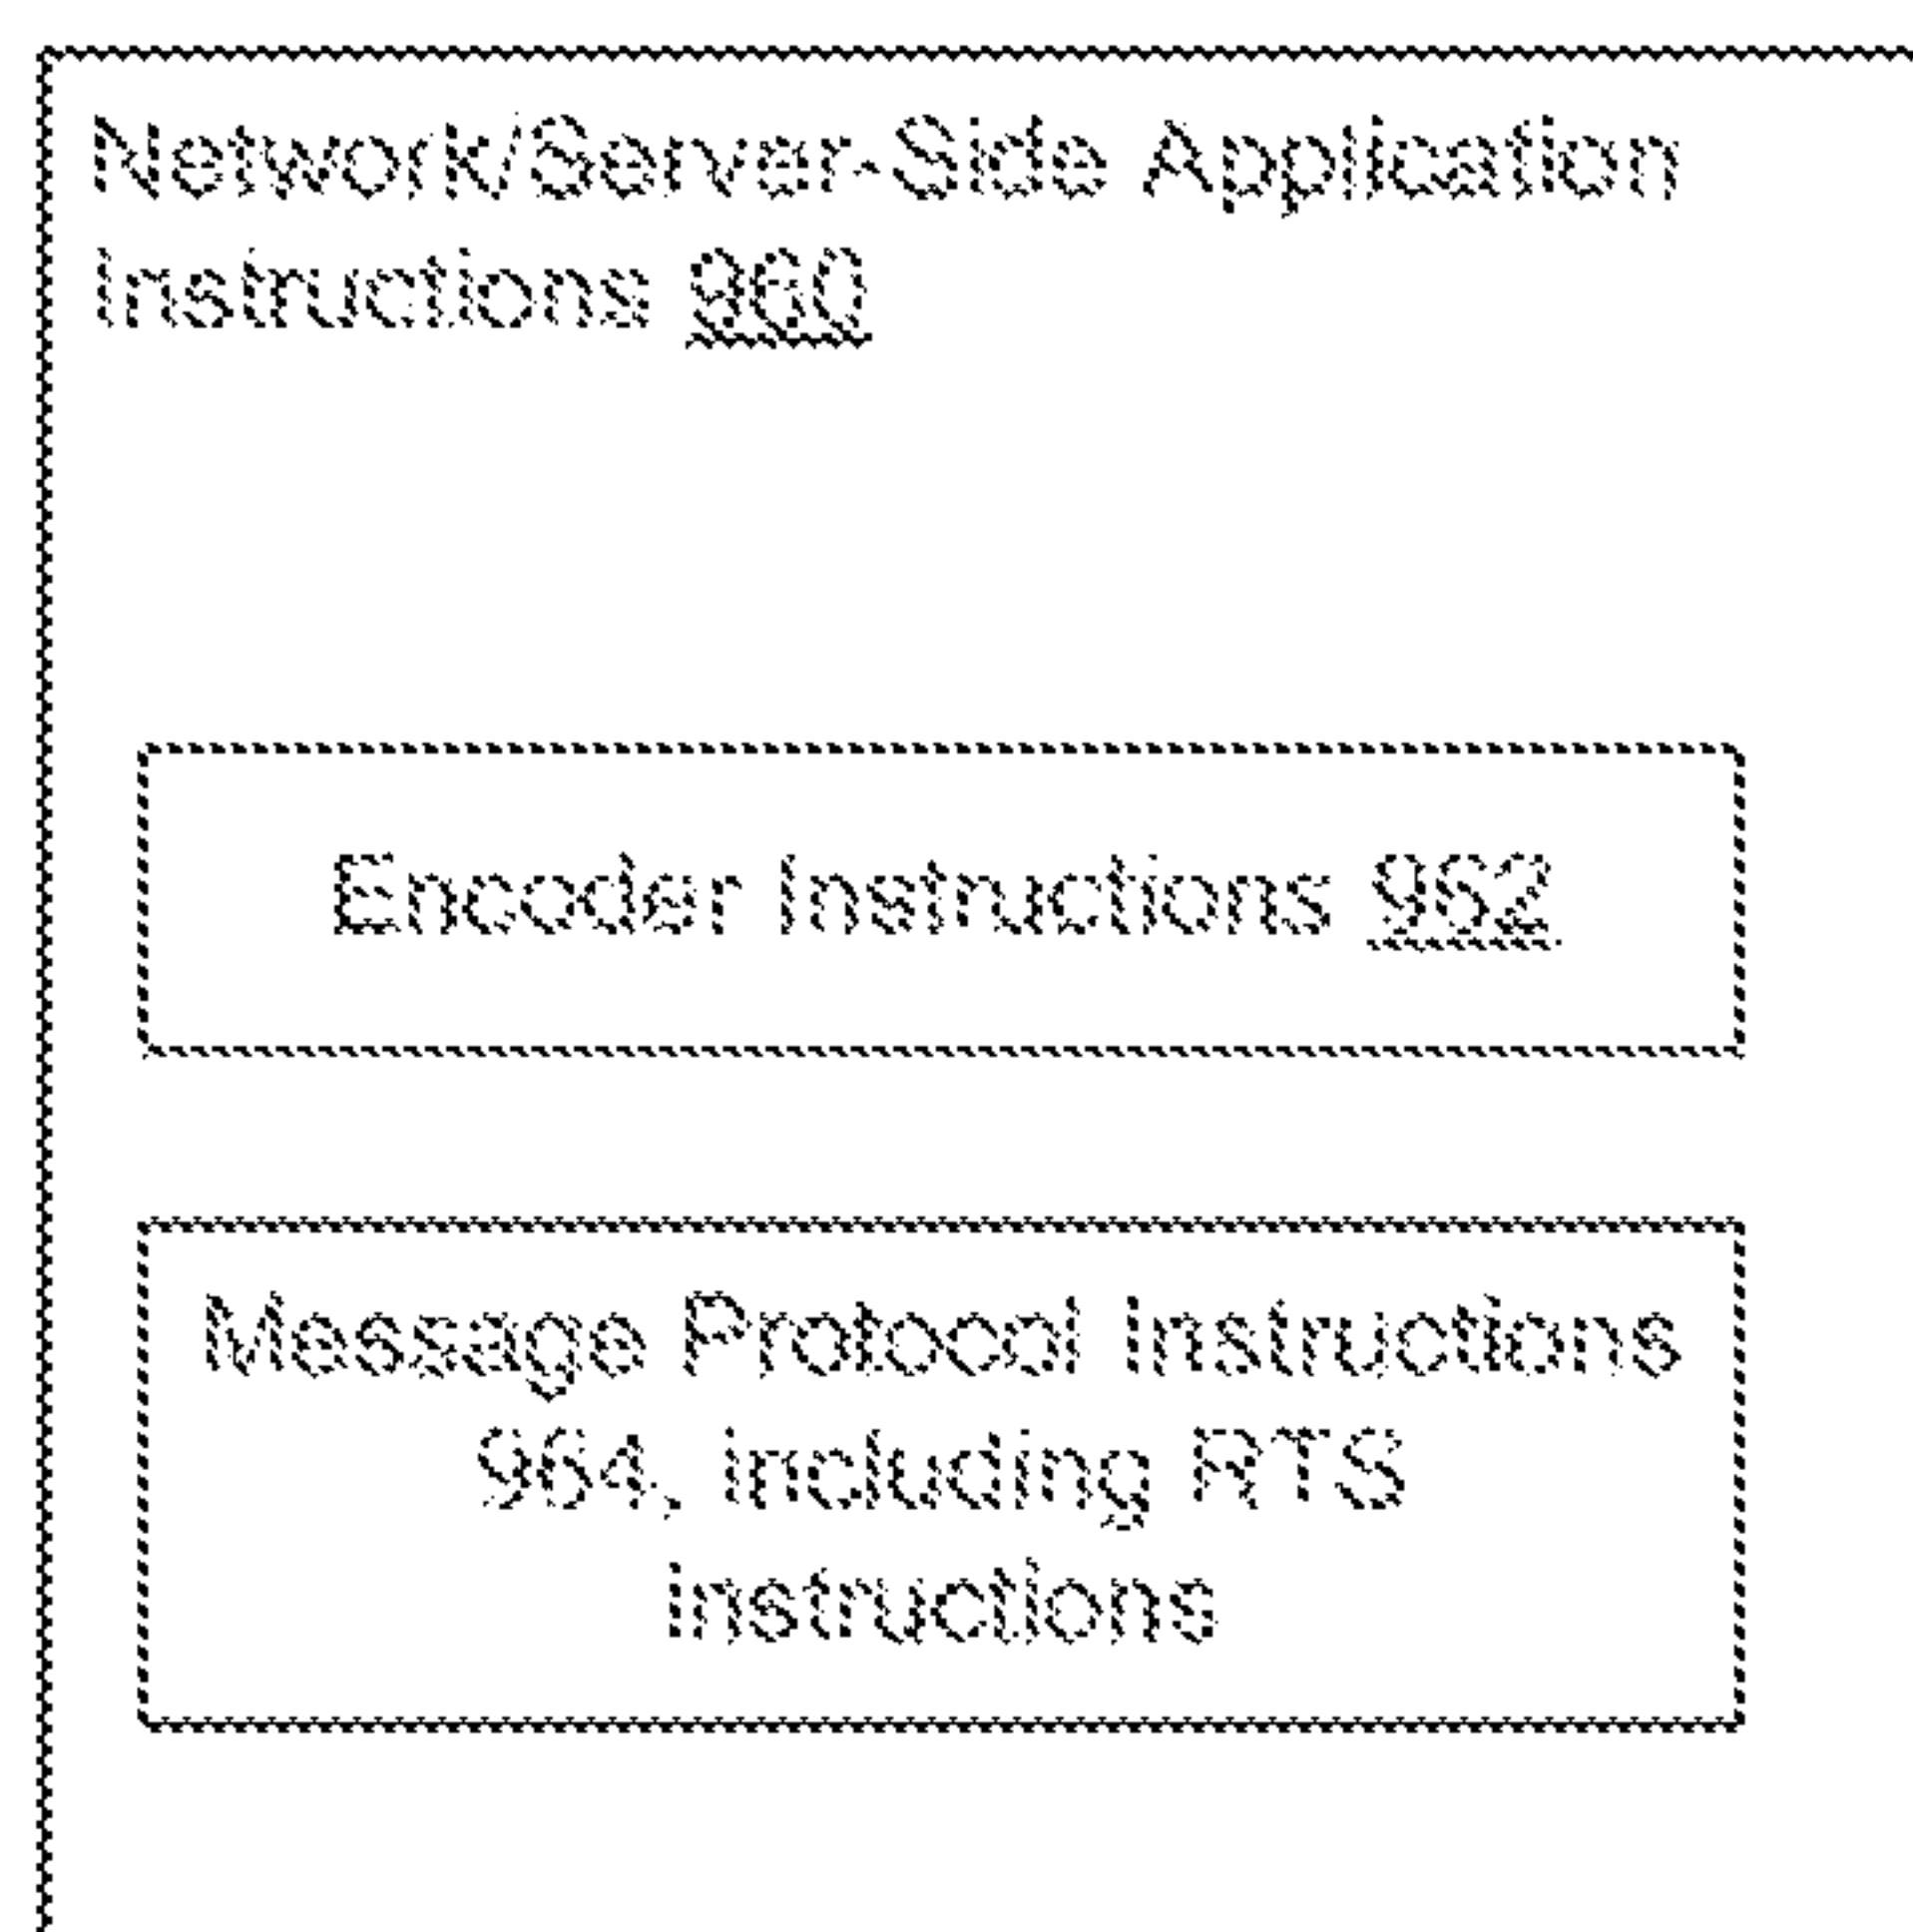 Network/Server-Side Application
Instructions 960
Encoder Instructions 962
Message Protocol Instructions
964, Including RTS
Instructions